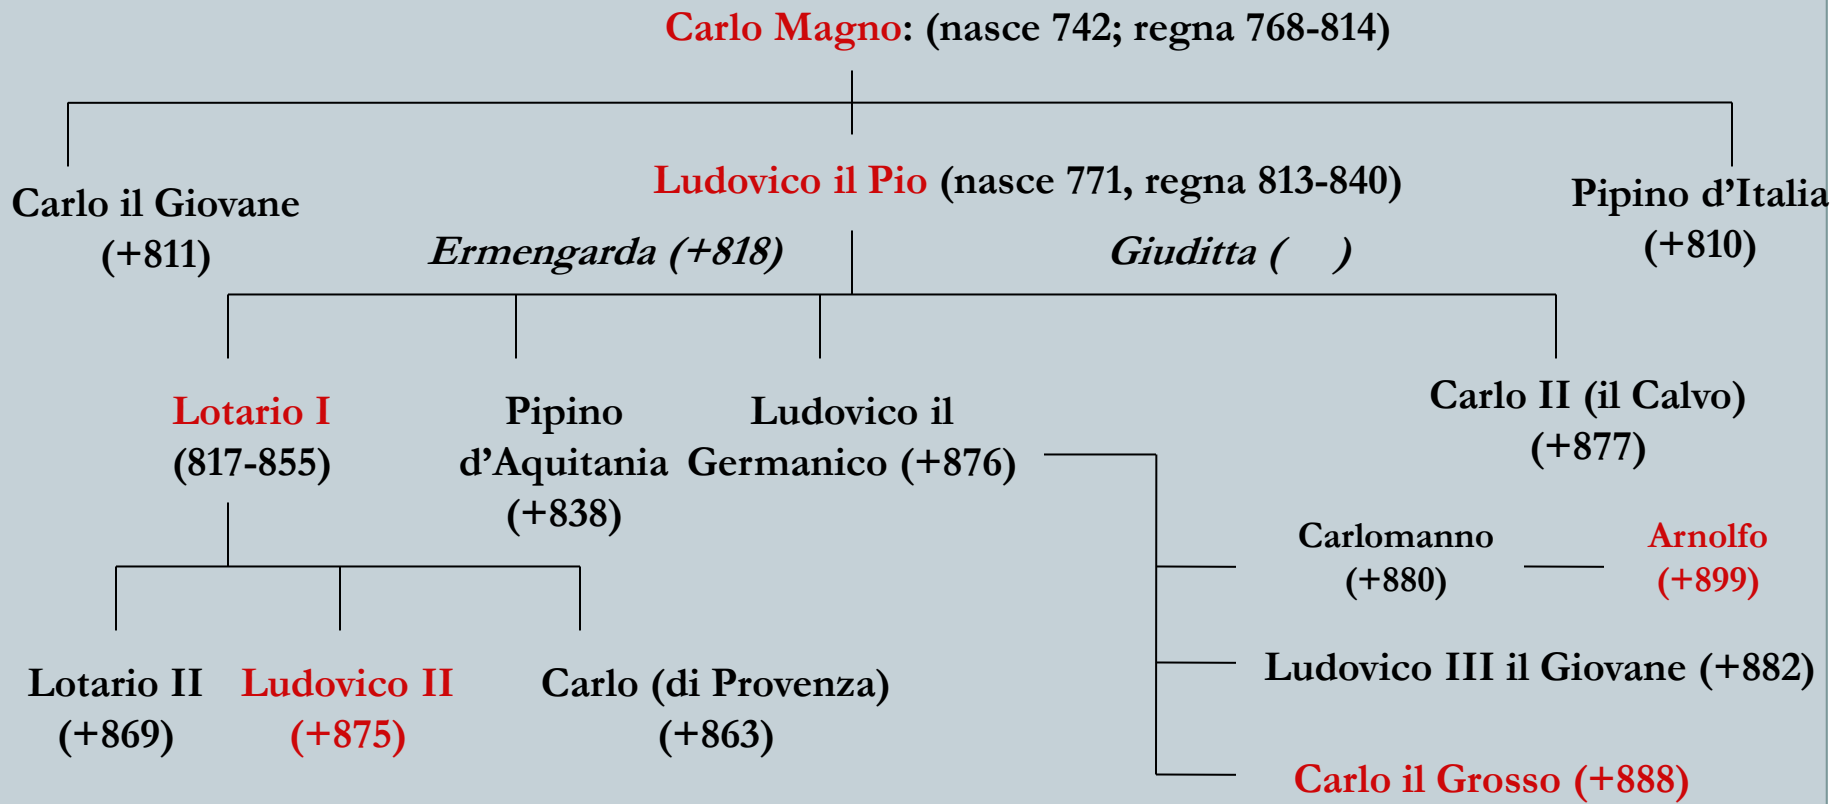 Carlo Magno: (nasce 742; regna 768-814)
Carlo il Giovane
(+811)
Ludovico il Pio (nasce 771, regna 813-840)
Pipino d’Italia
(+810)
Ermengarda (+818)
Giuditta (   )
Lotario I
(817-855)
Pipino
d’Aquitania
(+838)
Ludovico il
Germanico (+876)
Carlo II (il Calvo)
(+877)
Carlomanno
(+880)
Arnolfo
(+899)
Ludovico III il Giovane (+882)
Carlo il Grosso (+888)
Lotario II
(+869)
Ludovico II
(+875)
Carlo (di Provenza)
(+863)